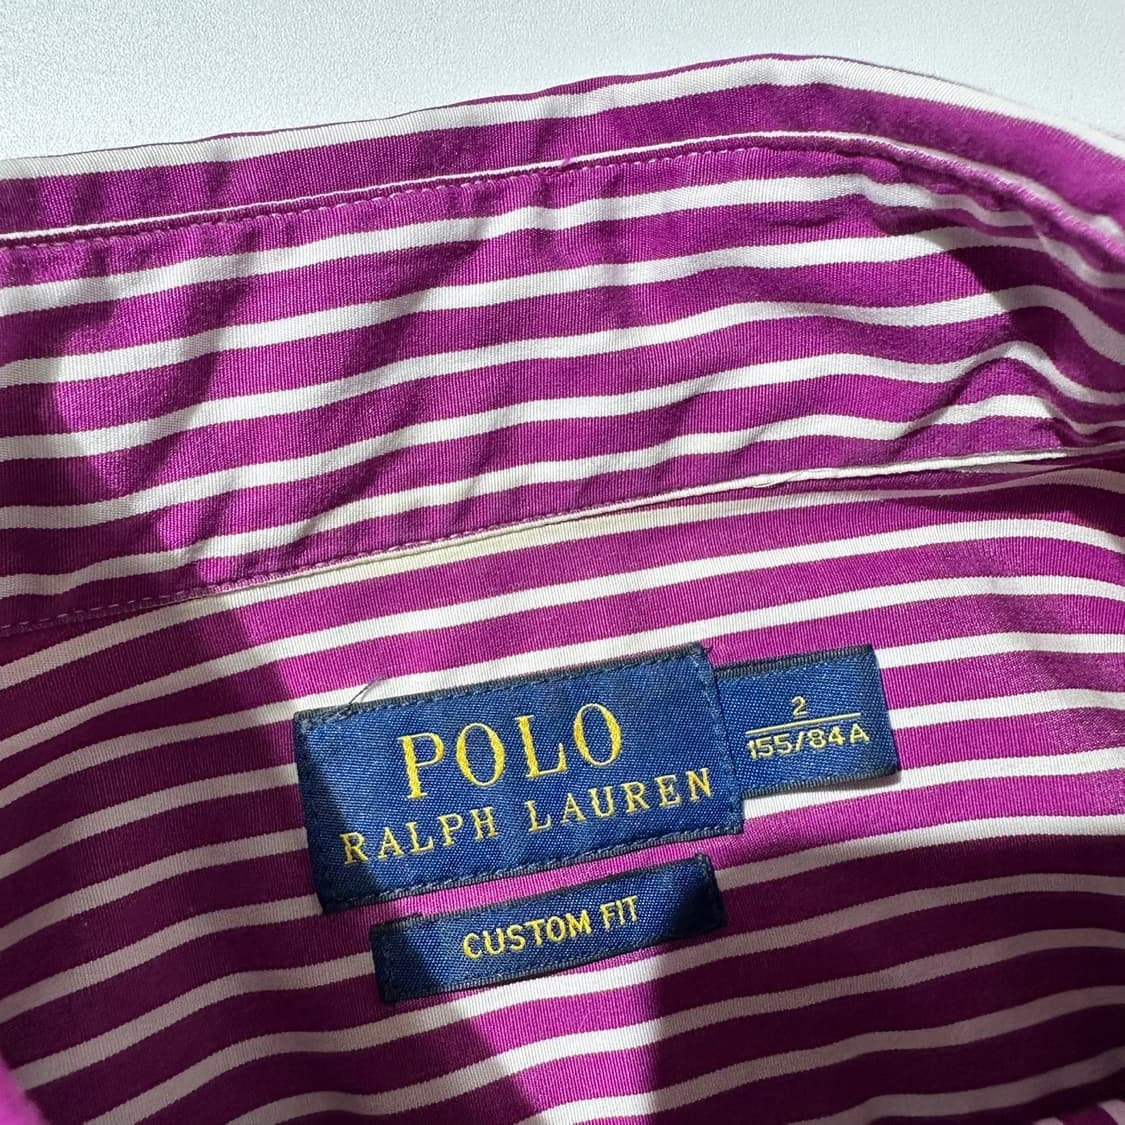 POLO
RALPH LAUREN
2
155/84A
CUSTOM FIT